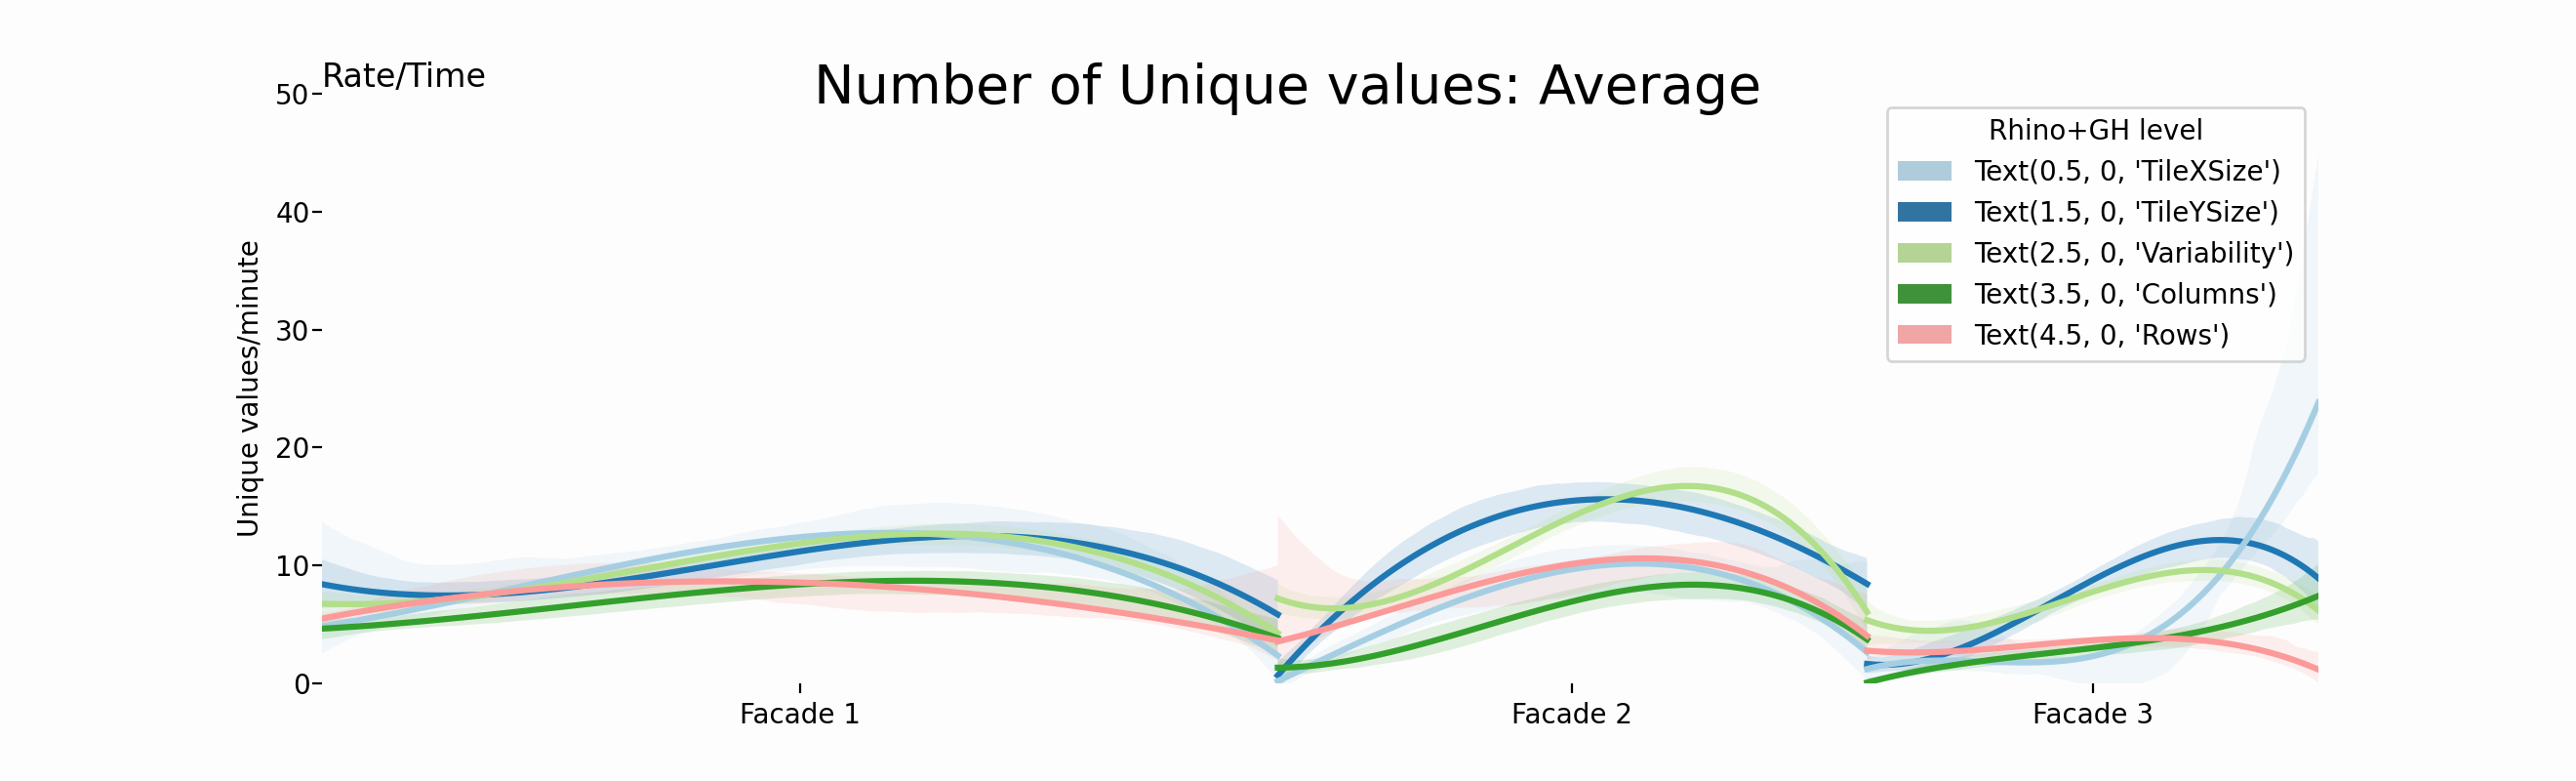 Rate/Time
Number of Unique values: Average
50
40
30
20
10
0
Unique values/minute
Rhino+GH level
Text(0.5, 0, 'TileXSize')
Text(1.5, 0, 'TileYSize')
Text(2.5, 0, 'Variability')
Text(3.5, 0, 'Columns')
Text(4.5, 0, 'Rows')
Facade 1
Facade 2
Facade 3